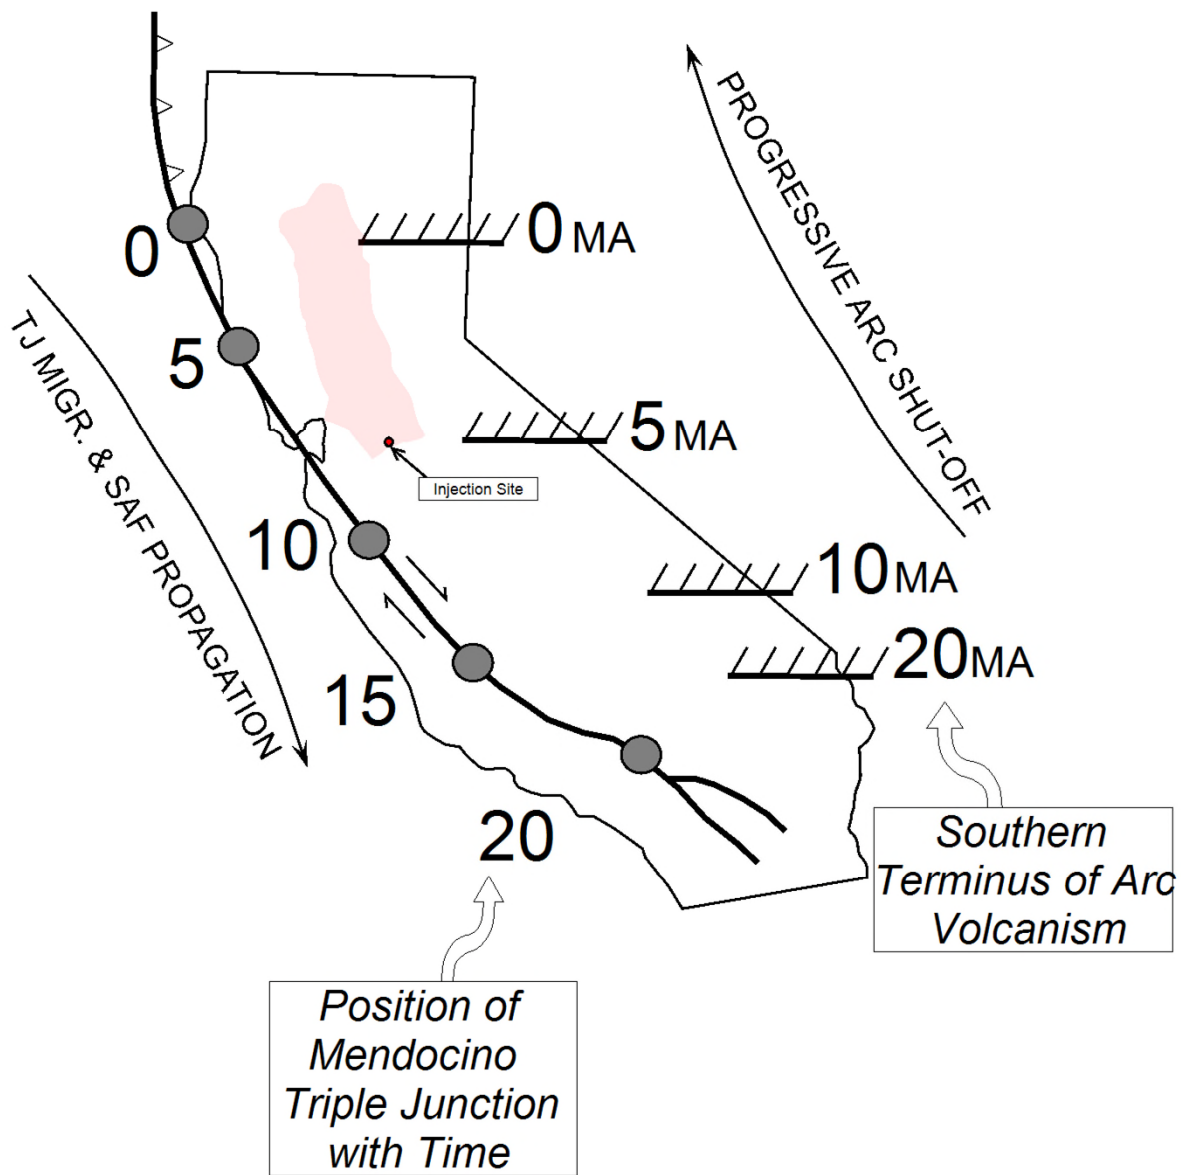 PROGRESSIVE ARC SHUT-OFF
TJ MIGR. & SAF PROPAGATION
0
0 MA
5
5 MA
Injection Site
10
10 MA
15
20 MA
20
Southern
Terminus of Arc
Volcanism
Position of
Mendocino
Triple Junction
with Time